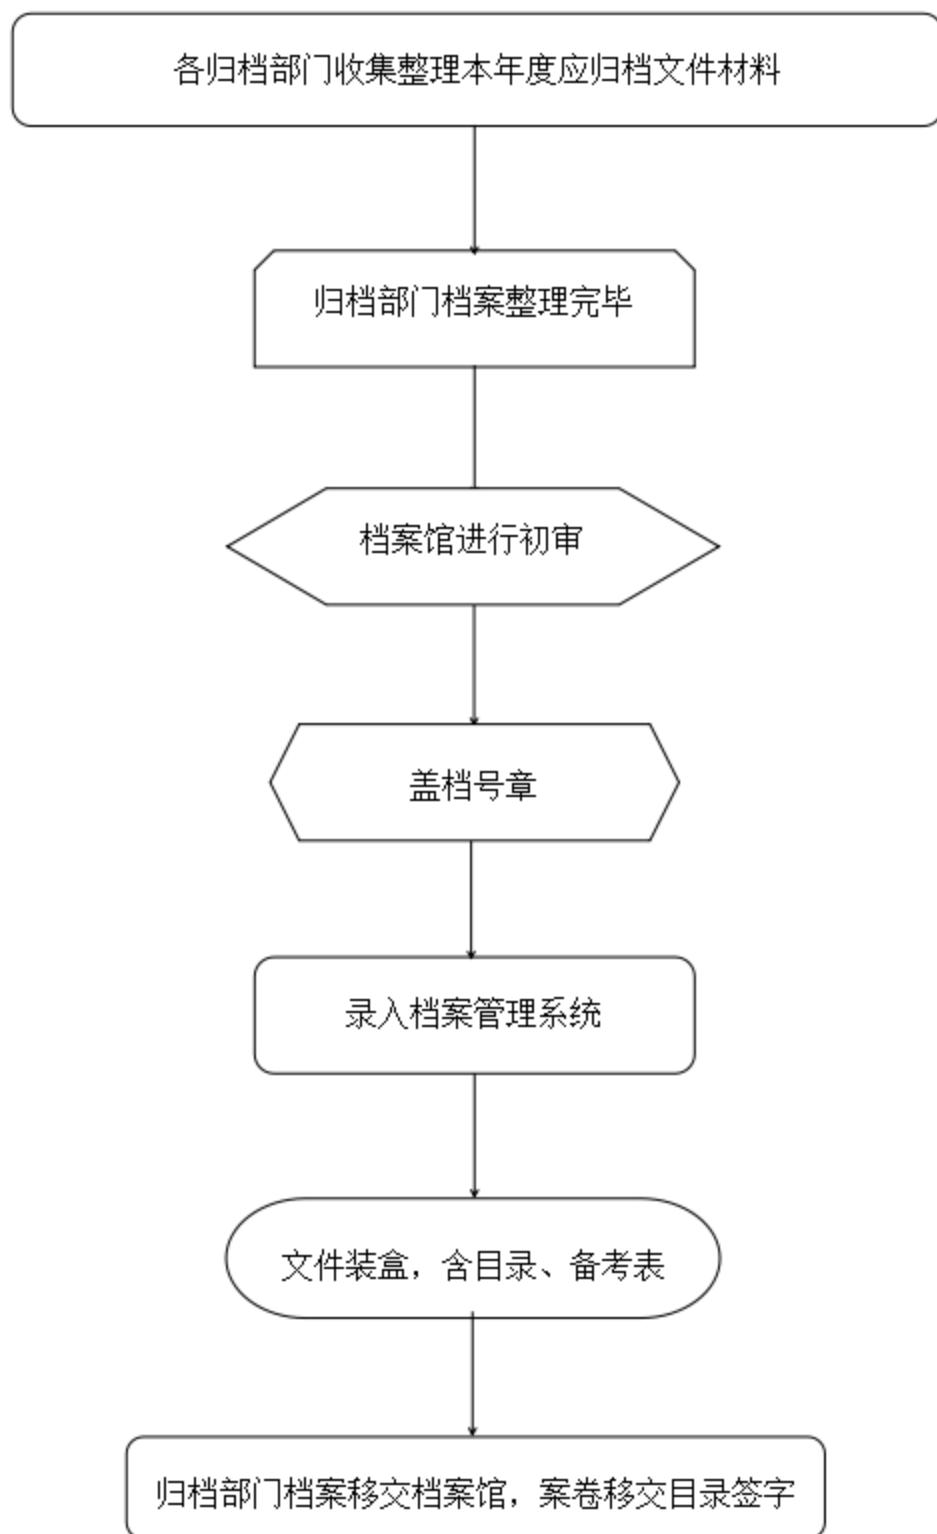 各归档部门收集整理本年度应归档文件材料
归档部门档案整理完毕
档案馆进行初审
盖档号章
录入档案管理系统
文件装盒，含目录、备考表
归档部门档案移交档案馆，案卷移交目录签字